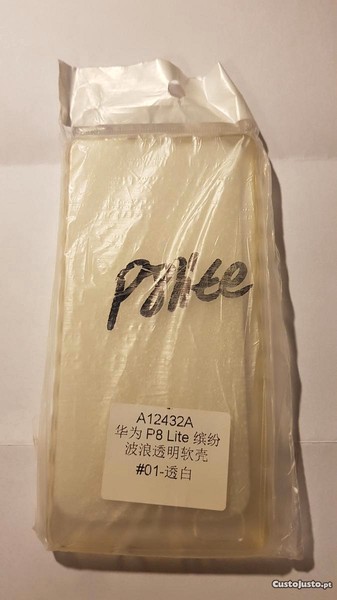 P8lite
A12432A
华为 P8 Lite 缤纷
波浪透明软壳
#01-透白
CustoJusto.pt